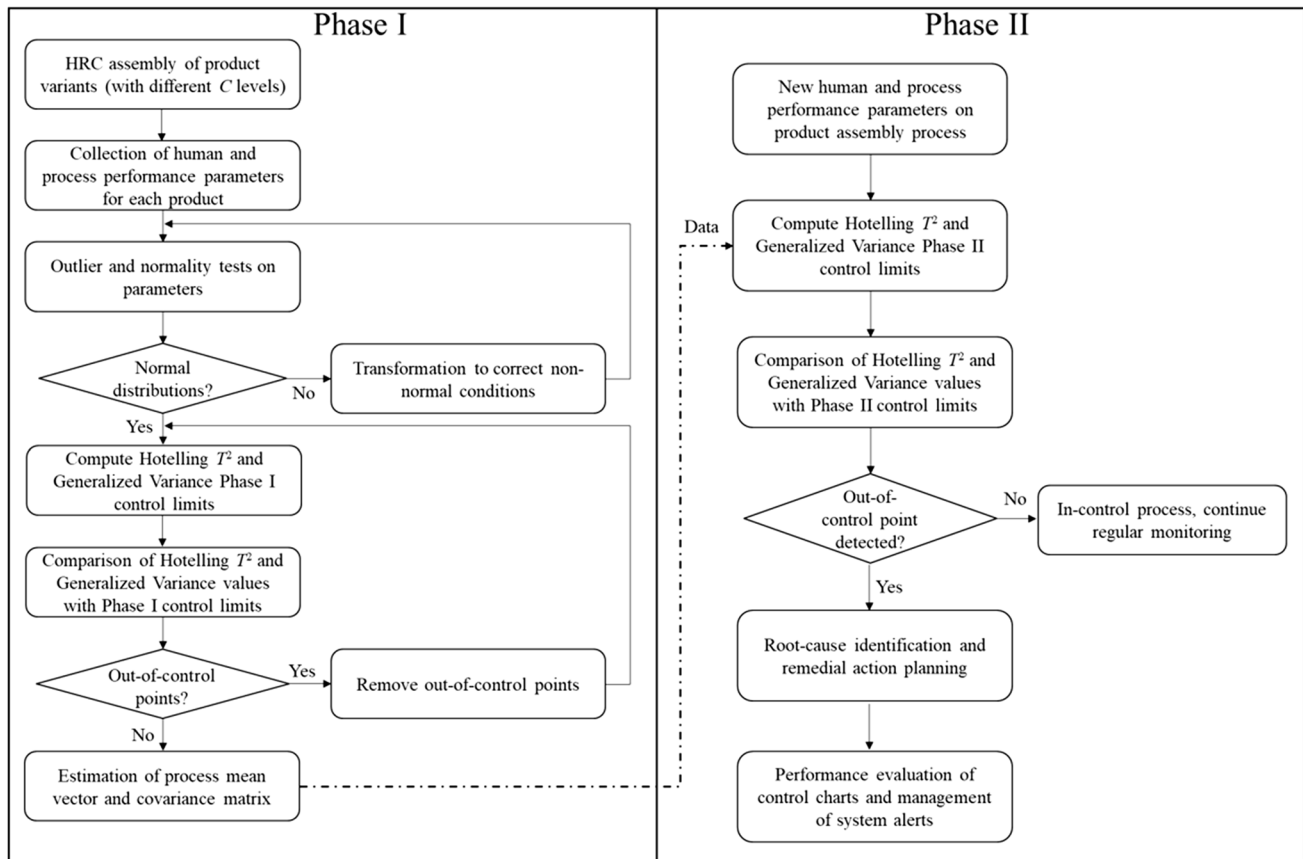 Phase I
HRC assembly of product
variants (with different C levels)
Collection of human and
process performance parameters
for each product
Outlier and normality tests on
parameters
Normal
distributions?
No
Transformation to correct non-
normal conditions
Yes
Compute Hotelling T² and
Generalized Variance Phase I
control limits
Comparison of Hotelling T² and
Generalized Variance values
with Phase I control limits
Out-of-control
points?
Yes
Remove out-of-control points
No
Estimation of process mean
vector and covariance matrix
Data
Phase II
New human and process
performance parameters on
product assembly process
Compute Hotelling T² and
Generalized Variance Phase II
control limits
Comparison of Hotelling T² and
Generalized Variance values
with Phase II control limits
Out-of-
control point
detected?
No
In-control process, continue
regular monitoring
Yes
Root-cause identification and
remedial action planning
Performance evaluation of
control charts and management
of system alerts